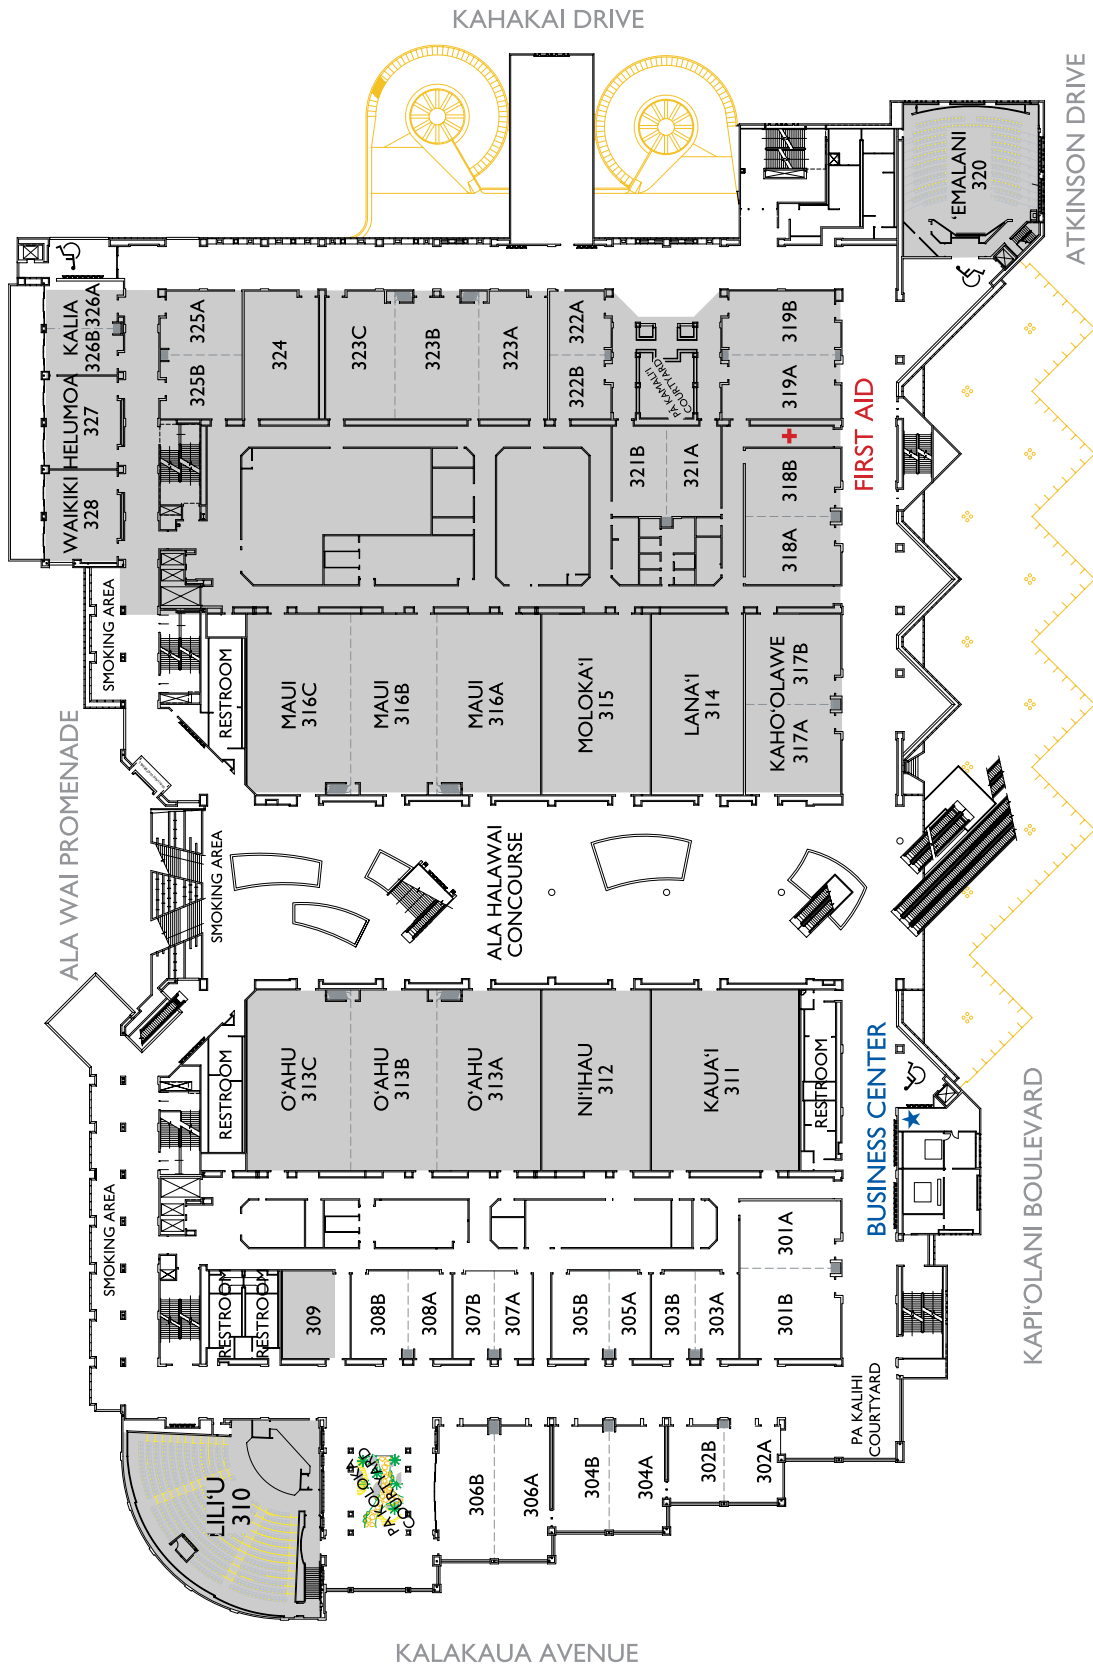 KAHAKAI DRIVE
ATKINSON DRIVE
'EMALANI
320
KALIA
326B 326A
325A
325B
324
323C
323B
323A
322A
322B
PĀ KAMALI'I
COURTYARD
319B
319A
HELUMOA
327
WAIKIKI
328
321B
321A
318B
318A
FIRST AID
SMOKING AREA
RESTROOM
MAUI
316C
MAUI
316B
MAUI
316A
MOLOKA'I
315
LANA'I
314
KAHO'OLAWE
317A 317B
ALA WAI PROMENADE
SMOKING AREA
ALA HALAWAI
CONCOURSE
RESTROOM
O'AHU
313C
O'AHU
313B
O'AHU
313A
NI'IHAU
312
KAUA'I
311
RESTROOM
BUSINESS CENTER
KAPI'OLANI BOULEVARD
SMOKING AREA
RESTROOM
RESTROOM
309
308B
308A
307B
307A
305B
305A
303B
303A
301A
301B
LILI'U
310
PA KOLOKA
COURTYARD
306B
306A
304B
304A
302B
302A
PA KALIHI
COURTYARD
KALAKAUA AVENUE